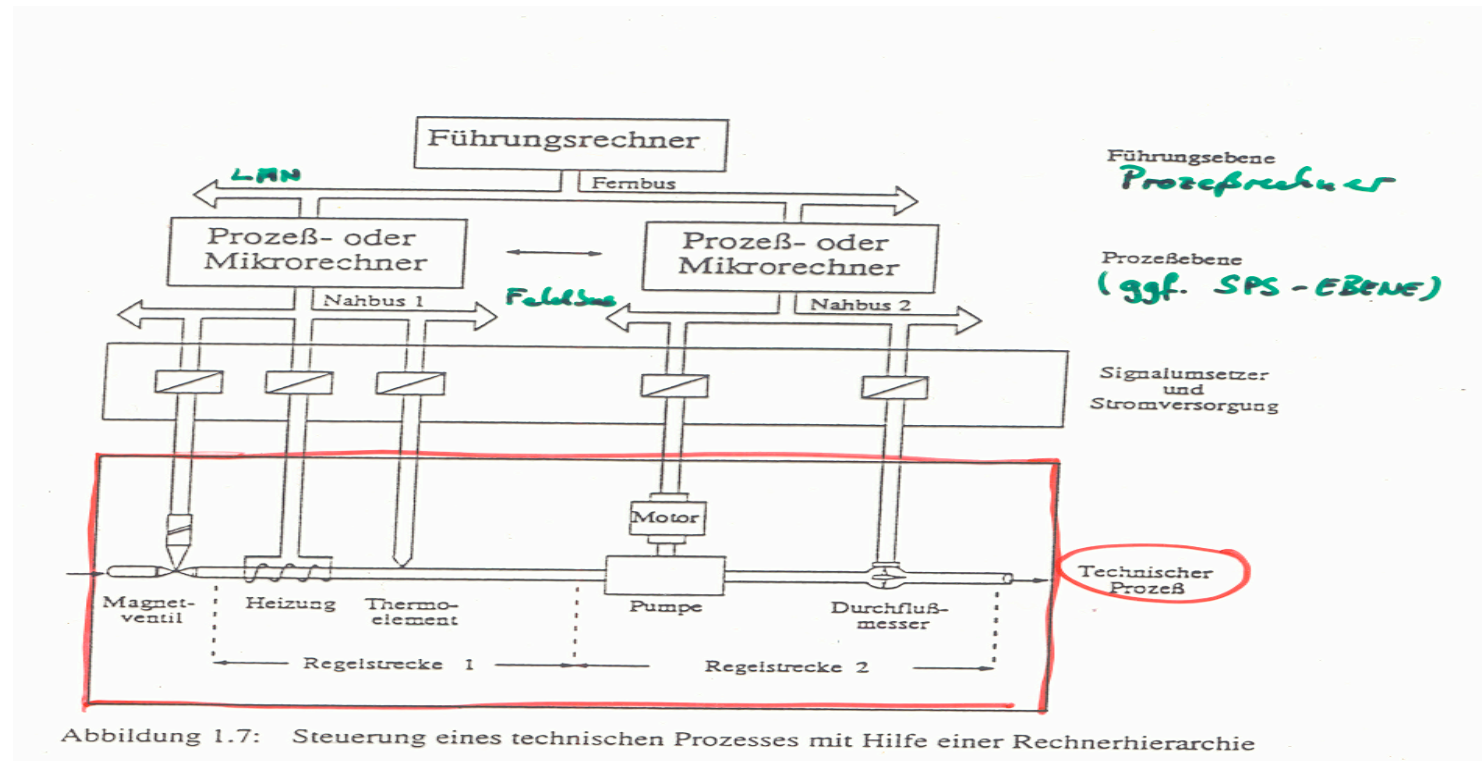 Führungsrechner
LAN
Fernbus
Führungsebene
Prozeßrechner
Prozeß- oder
Mikrorechner
Prozeß- oder
Mikrorechner
Prozeßebene
(ggf. SPS-EBENE)
Nahbus 1
Feldbus
Nahbus 2
Signalumsetzer
und
Stromversorgung
Motor
Magnet-
ventil
Heizung
Thermo-
element
Pumpe
Durchfluß-
messer
Technischer
Prozeß
Regelstrecke 1
Regelstrecke 2
Abbildung 1.7: Steuerung eines technischen Prozesses mit Hilfe einer Rechnerhierarchie